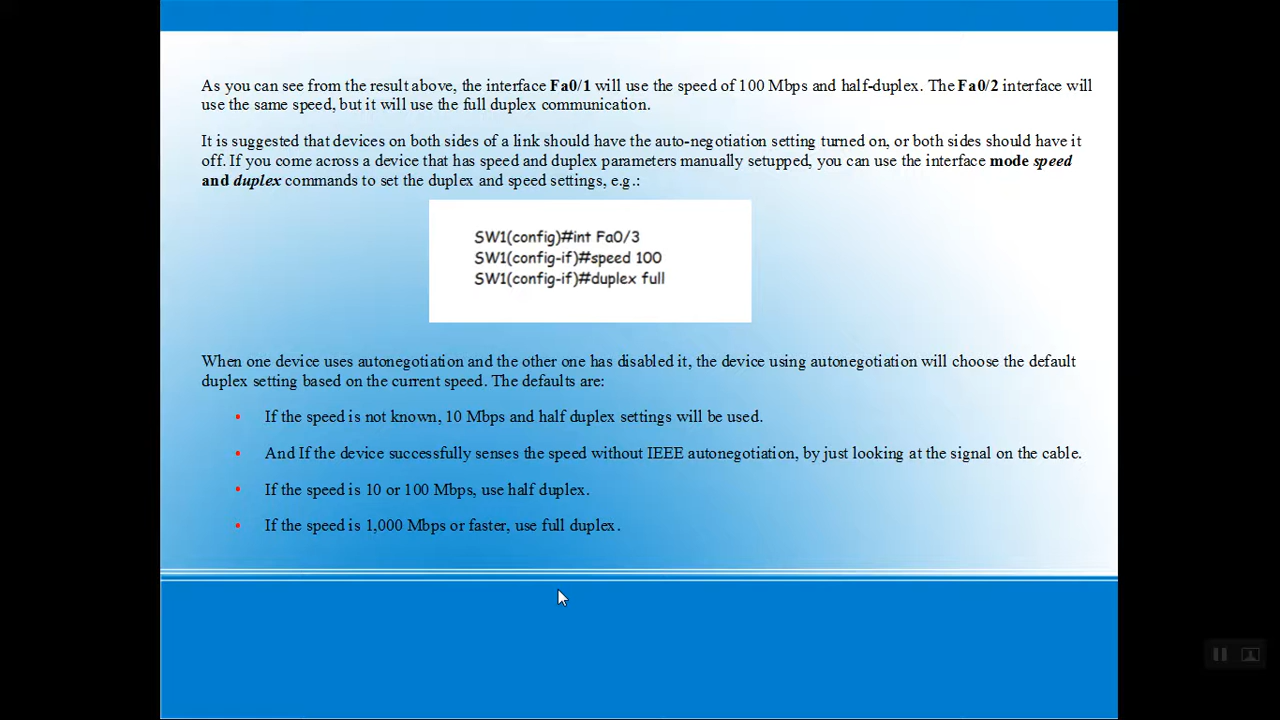 As you can see from the result above, the interface Fa0/1 will use the speed of 100 Mbps and half-duplex. The Fa0/2 interface will
use the same speed, but it will use the full duplex communication.
It is suggested that devices on both sides of a link should have the auto-negotiation setting turned on, or both sides should have it
off. If you come across a device that has speed and duplex parameters manually setupped, you can use the interface mode speed
and duplex commands to set the duplex and speed settings, e.g.:
SW1(config)#int Fa0/3
SW1(config-if)#speed 100
SW1(config-if)#duplex full
When one device uses autonegotiation and the other one has disabled it, the device using autonegotiation will choose the default
duplex setting based on the current speed. The defaults are:
• If the speed is not known, 10 Mbps and half duplex settings will be used.
• And If the device successfully senses the speed without IEEE autonegotiation, by just looking at the signal on the cable.
• If the speed is 10 or 100 Mbps, use half duplex.
• If the speed is 1,000 Mbps or faster, use full duplex.